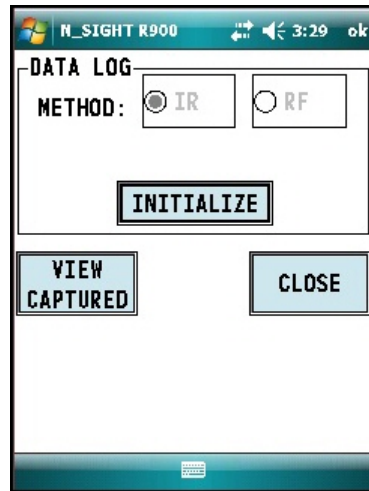 N_SIGHT R900 3:29 ok
DATA LOG
METHOD: IR RF
INITIALIZE
VIEW
CAPTURED
CLOSE